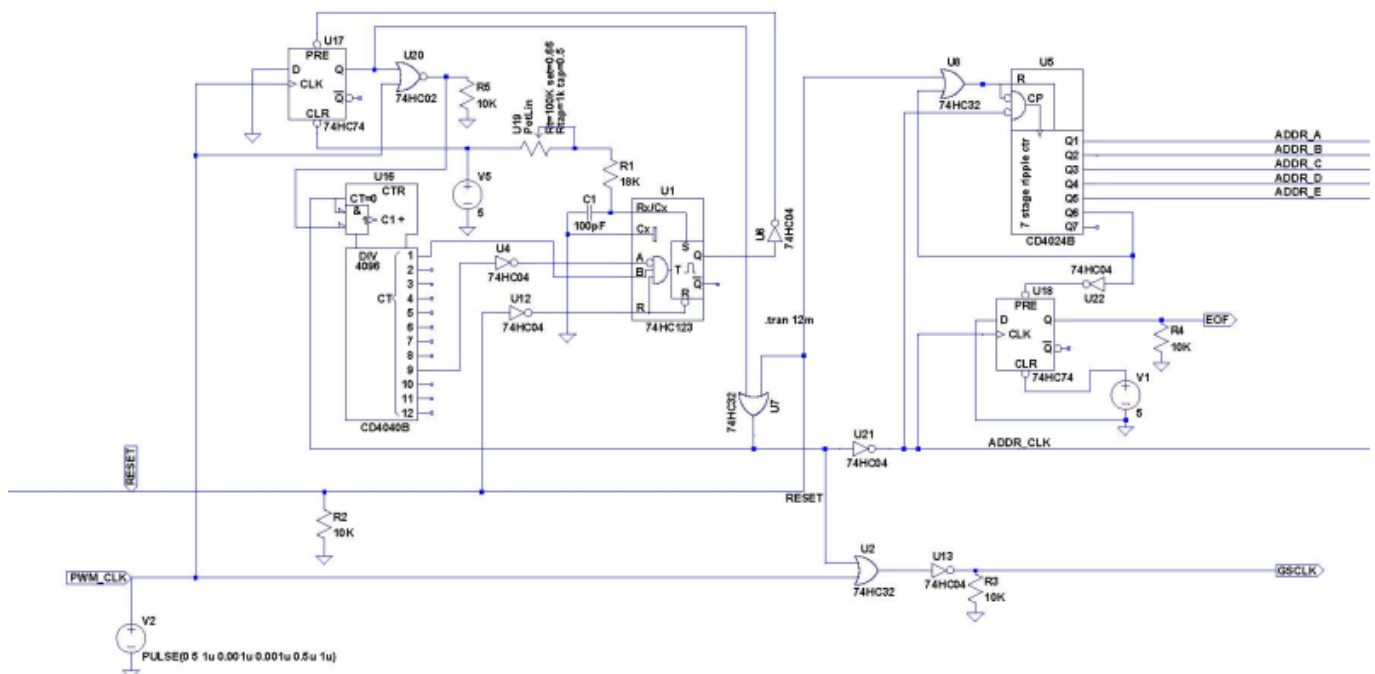 U17
PRE
D
Q
CLK
Q
CLR
74HC74
U20
74HC02
R5
10K
U19
PotLin
Rt=100K set=0.66
Rtap=1k tap=0.5
R1
18K
V5
5
U16
CTR
CT=0
&
1
C1 +
DIV
4096
CT
1
2
3
4
5
6
7
8
9
10
11
12
CD4040B
U4
74HC04
U12
74HC04
C1
100pF
U1
Rx/Cx
Cx
S
Q
A
B
T
Q
R
R
74HC123
U6
74HC04
.tran 12m
74HC32
U7
U8
74HC32
U5
R
CP
7 stage ripple ctr
Q1
Q2
Q3
Q4
Q5
Q6
Q7
CD4024B
ADDR_A
ADDR_B
ADDR_C
ADDR_D
ADDR_E
74HC04
U22
U18
PRE
D
Q
CLK
Q
CLR
74HC74
EOF
R4
10K
V1
5
U21
74HC04
ADDR_CLK
RESET
RESET
R2
10K
U2
74HC32
U13
74HC04
R3
10K
GSCLK
PWM_CLK
V2
PULSE(0 5 1u 0.001u 0.001u 0.5u 1u)